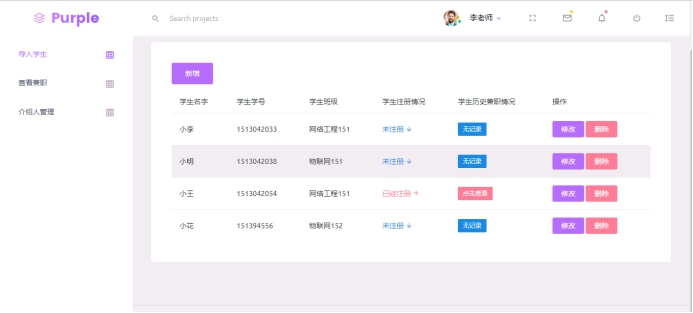 Purple
Search projects
李老师
导入学生
查看兼职
介绍人管理
新增
学生名字 学生学号 学生班级 学生注册情况 学生历史兼职情况 操作
小李 1513042033 网络工程151 未注册 ↓ 无记录 修改 删除
小明 1513042038 物联网151 未注册 ↓ 无记录 修改 删除
小王 1513042054 网络工程151 已经注册 ↑ 点击查看 修改 删除
小花 151394556 物联网152 未注册 ↓ 无记录 修改 删除